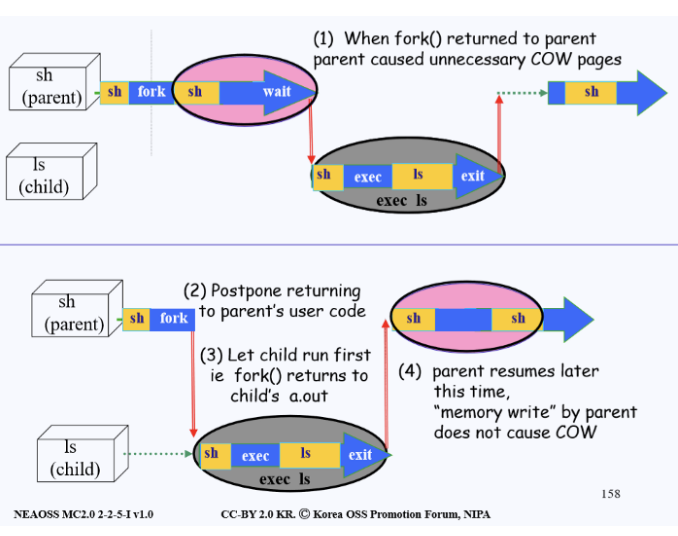 (1) When fork() returned to parent
parent caused unnecessary COW pages
sh
(parent)
sh fork sh wait
sh
ls
(child)
sh exec ls exit
exec ls
(2) Postpone returning
to parent's user code
sh
(parent)
sh fork
sh sh
(3) Let child run first
ie fork() returns to
child's a.out
(4) parent resumes later
this time,
"memory write" by parent
does not cause COW
ls
(child)
sh exec ls exit
exec ls
158
NEAOSS MC2.0 2-2-5-I v1.0 CC-BY 2.0 KR. Ⓒ Korea OSS Promotion Forum, NIPA